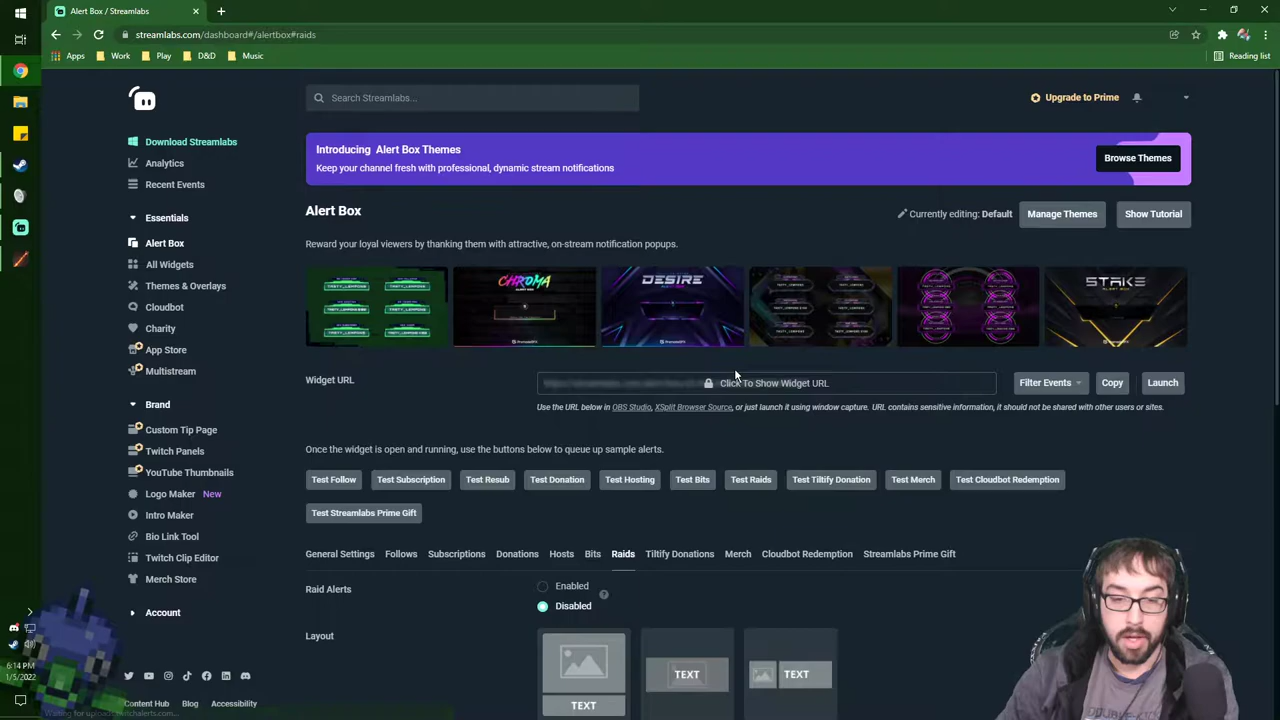 Alert Box / Streamlabs
streamlabs.com/dashboard#/alertbox#raids
Apps
Work
Play
D&D
Music
Reading list
Search Streamlabs...
Upgrade to Prime
Download Streamlabs
Analytics
Recent Events
Essentials
Alert Box
All Widgets
Themes & Overlays
Cloudbot
Charity
App Store
Multistream
Brand
Custom Tip Page
Twitch Panels
YouTube Thumbnails
Logo Maker New
Intro Maker
Bio Link Tool
Twitch Clip Editor
Merch Store
Account
Content Hub
Blog
Accessibility
Introducing Alert Box Themes
Keep your channel fresh with professional, dynamic stream notifications
Browse Themes
Alert Box
Currently editing: Default
Manage Themes
Show Tutorial
Reward your loyal viewers by thanking them with attractive, on-stream notification popups.
CHROMA
ALERT BOX
DESIRE
ALERT BOX
STAKE
ALERT BOX
Widget URL
Click To Show Widget URL
Filter Events
Copy
Launch
Use the URL below in OBS Studio, XSplit Browser Source, or just launch it using window capture. URL contains sensitive information, it should not be shared with other users or sites.
Once the widget is open and running, use the buttons below to queue up sample alerts.
Test Follow
Test Subscription
Test Resub
Test Donation
Test Hosting
Test Bits
Test Raids
Test Tiltify Donation
Test Merch
Test Cloudbot Redemption
Test Streamlabs Prime Gift
General Settings
Follows
Subscriptions
Donations
Hosts
Bits
Raids
Tiltify Donations
Merch
Cloudbot Redemption
Streamlabs Prime Gift
Raid Alerts
Enabled
Disabled
Layout
TEXT
TEXT
TEXT
6:14 PM
1/5/2022